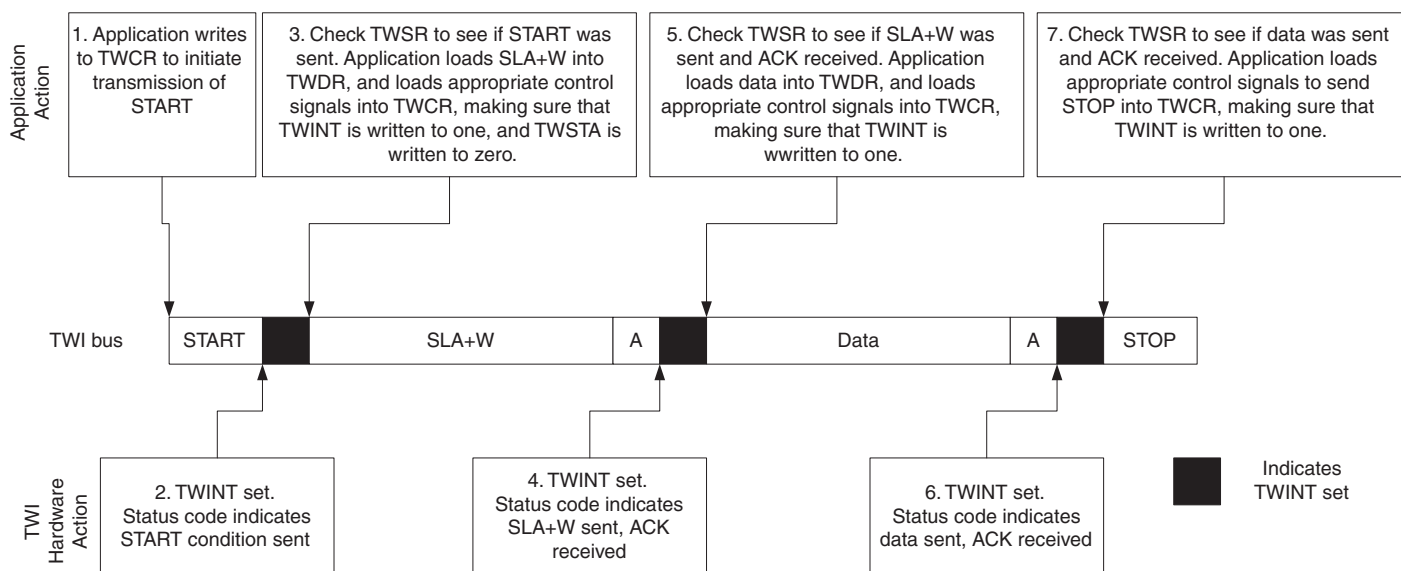 Application
Action
1. Application writes
to TWCR to initiate
transmission of
START
3. Check TWSR to see if START was
sent. Application loads SLA+W into
TWDR, and loads appropriate control
signals into TWCR, making sure that
TWINT is written to one, and TWSTA is
written to zero.
5. Check TWSR to see if SLA+W was
sent and ACK received. Application
loads data into TWDR, and loads
appropriate control signals into TWCR,
making sure that TWINT is
wwritten to one.
7. Check TWSR to see if data was sent
and ACK received. Application loads
appropriate control signals to send
STOP into TWCR, making sure that
TWINT is written to one.
TWI bus
START
SLA+W
A
Data
A
STOP
TWI
Hardware
Action
2. TWINT set.
Status code indicates
START condition sent
4. TWINT set.
Status code indicates
SLA+W sent, ACK
received
6. TWINT set.
Status code indicates
data sent, ACK received
Indicates
TWINT set